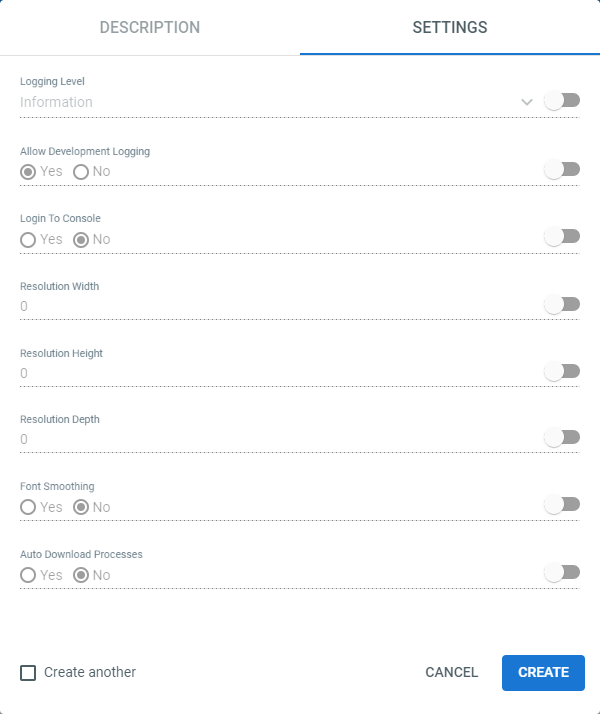 DESCRIPTION SETTINGS
Logging Level
Information
Allow Development Logging
Yes No
Login To Console
Yes No
Resolution Width
0
Resolution Height
0
Resolution Depth
0
Font Smoothing
Yes No
Auto Download Processes
Yes No
Create another CANCEL CREATE